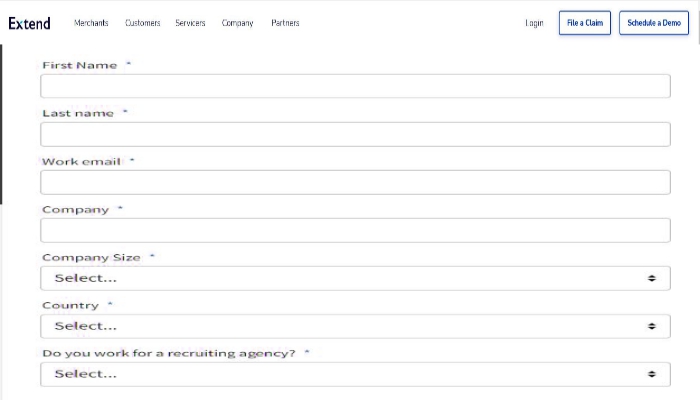 Extend Merchants Customers Servicers Company Partners Login File a Claim Schedule a Demo
First Name *
Last name *
Work email *
Company *
Company Size *
Select...
Country *
Select...
Do you work for a recruiting agency? *
Select...